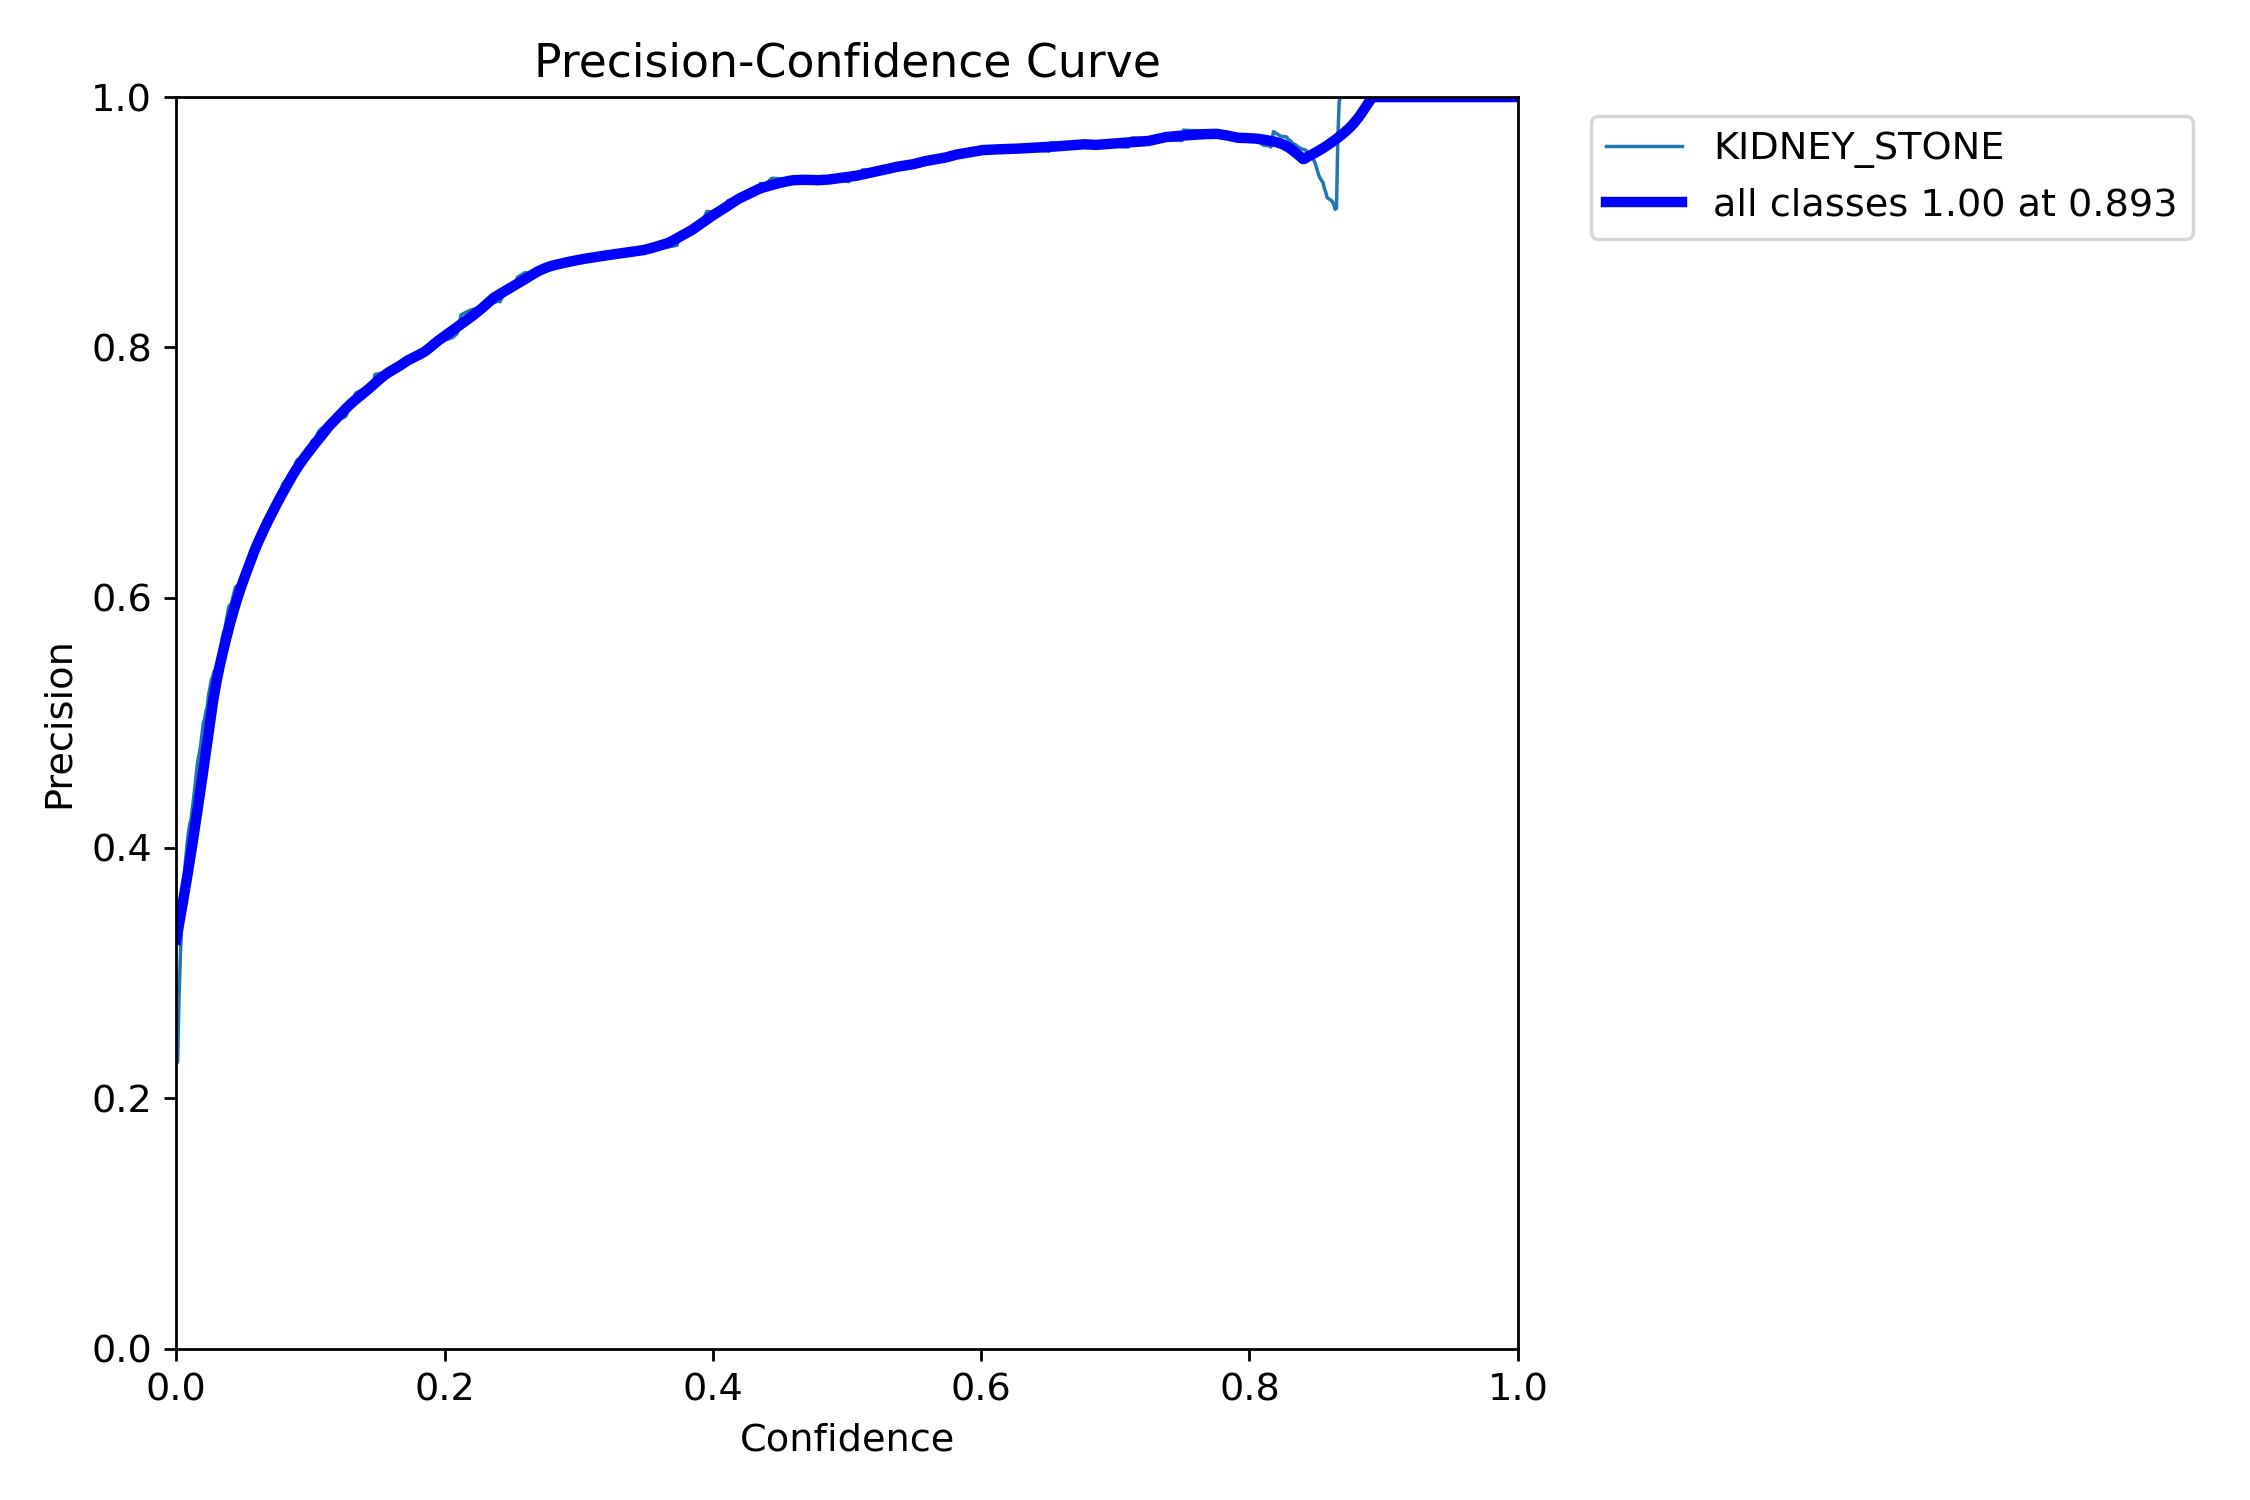 Precision-Confidence Curve
1.0
0.8
0.6
0.4
0.2
0.0
Precision
0.0 0.2 0.4 0.6 0.8 1.0
Confidence
KIDNEY_STONE
all classes 1.00 at 0.893